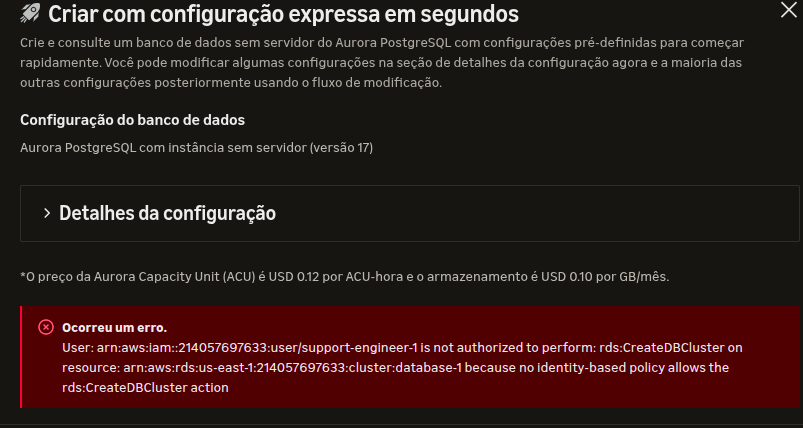 Criar com configuração expressa em segundos
Crie e consulte um banco de dados sem servidor do Aurora PostgreSQL com configurações pré-definidas para começar
rapidamente. Você pode modificar algumas configurações na seção de detalhes da configuração agora e a maioria das
outras configurações posteriormente usando o fluxo de modificação.
Configuração do banco de dados
Aurora PostgreSQL com instância sem servidor (versão 17)
Detalhes da configuração
*O preço da Aurora Capacity Unit (ACU) é USD 0.12 por ACU-hora e o armazenamento é USD 0.10 por GB/mês.
Ocorreu um erro.
User: arn:aws:iam::214057697633:user/support-engineer-1 is not authorized to perform: rds:CreateDBCluster on
resource: arn:aws:rds:us-east-1:214057697633:cluster:database-1 because no identity-based policy allows the
rds:CreateDBCluster action